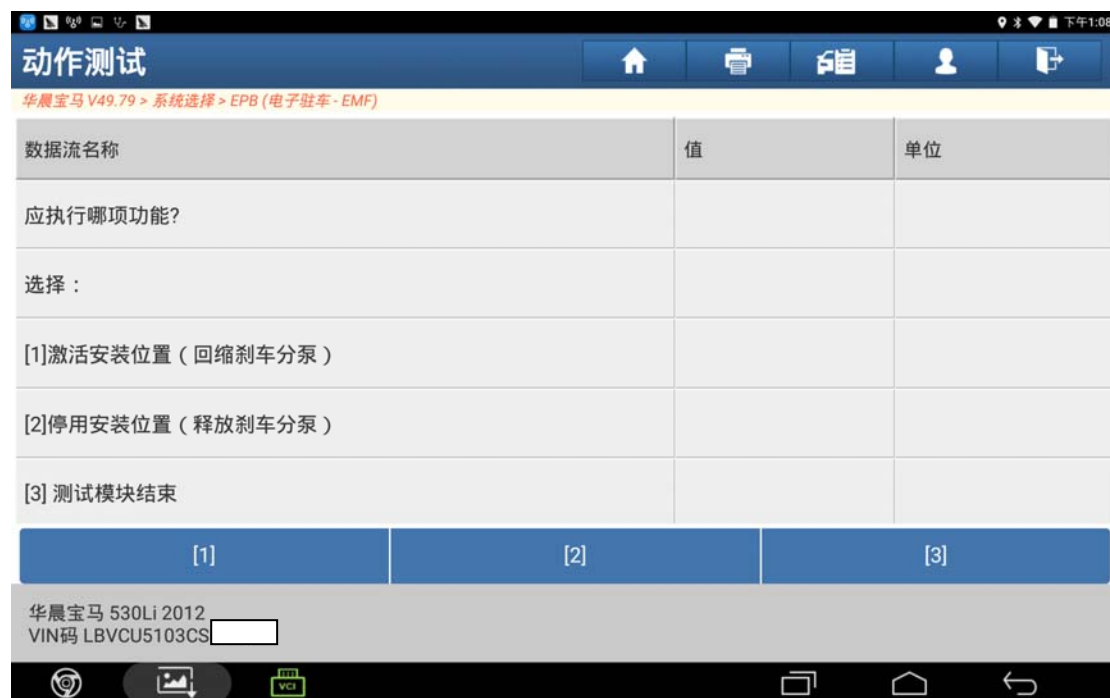 下午1:08
动作测试
华晨宝马 V49.79 > 系统选择 > EPB (电子驻车 - EMF)
数据流名称 值 单位
应执行哪项功能?
选择：
[1]激活安装位置（回缩刹车分泵）
[2]停用安装位置（释放刹车分泵）
[3] 测试模块结束
[1] [2] [3]
华晨宝马 530Li 2012
VIN码 LBVCU5103CS
VCI